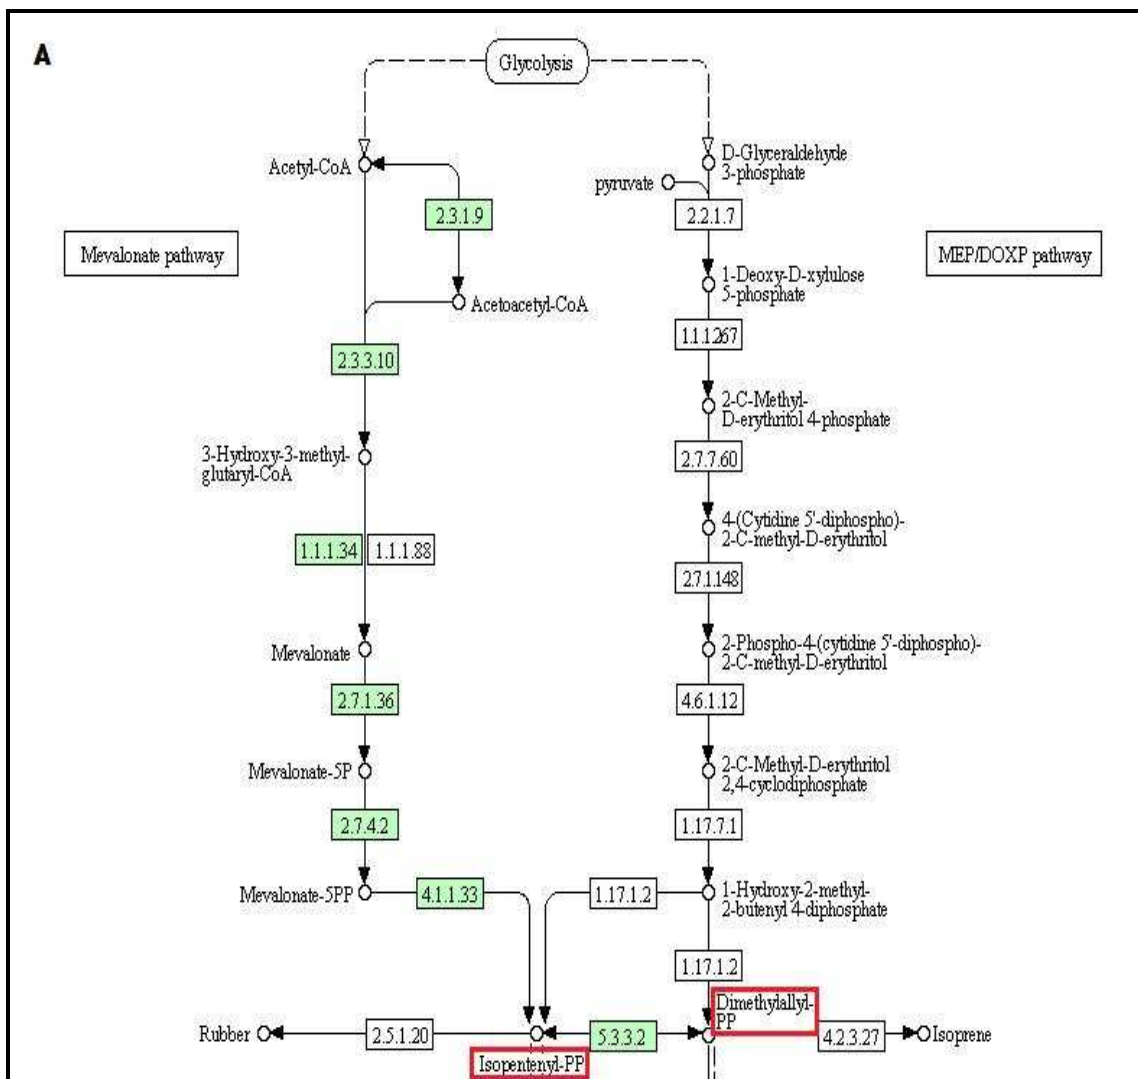 A
Glycolysis
Acetyl-CoA
D-Glyceraldehyde
3-phosphate
pyruvate
2.3.1.9
2.2.1.7
Mevalonate pathway
MEP/DOXP pathway
1-Deoxy-D-xylulose
5-phosphate
Acetoacetyl-CoA
2.3.3.10
1.1.1.267
2-C-Methyl-
D-erythritol 4-phosphate
3-Hydroxy-3-methyl-
glutaryl-CoA
2.7.7.60
4-(Cytidine 5'-diphospho)-
2-C-methyl-D-erythritol
1.1.1.34
1.1.1.88
2.7.1.148
Mevalonate
2-Phospho-4-(cytidine 5'-diphospho)-
2-C-methyl-D-erythritol
2.7.1.36
4.6.1.12
Mevalonate-5P
2-C-Methyl-D-erythritol
2,4-cyclodiphosphate
2.7.4.2
1.17.7.1
Mevalonate-5PP
4.1.1.33
1.17.1.2
1-Hydroxy-2-methyl-
2-butenyl 4-diphosphate
1.17.1.2
Dimethylallyl-
PP
Rubber
2.5.1.20
5.3.3.2
4.2.3.27
Isoprene
Isopentenyl-PP